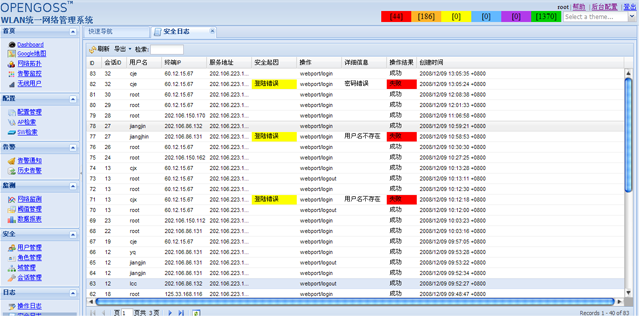 OPENGOSS™
WLAN统一网络管理系统
root | 帮助 | 后台配置 | 登出
[44] [186] [0] [0] [0] [1370] Select a theme...
首页
Dashboard
Google地图
网络拓扑
告警监控
无线用户
配置
配置管理
AP检索
SW检索
告警
告警通知
历史告警
监测
网络监测
阀值管理
数据报表
安全
用户管理
角色管理
域管理
会话管理
日志
操作日志
快速导航 安全日志
刷新 导出 检索:
ID 会话ID 用户名 终端IP 服务地址 安全起因 操作 详细信息 操作结果 创建时间
83 32 cje 60.12.15.67 202.106.223.1... webport/login 成功 2008/12/09 13:05:35 +0800
82 31 cje 60.12.15.67 202.106.223.1... 登陆错误 webport/login 密码错误 失败 2008/12/09 13:05:24 +0800
81 30 root 60.12.15.67 202.106.223.1... webport/login 成功 2008/12/09 12:08:38 +0800
80 29 root 60.12.15.67 202.106.223.1... webport/login 成功 2008/12/09 12:01:33 +0800
79 28 root 202.106.150.170 202.106.223.1... webport/login 成功 2008/12/09 11:08:58 +0800
78 27 jiangjin 202.106.86.132 202.106.223.1... webport/login 成功 2008/12/09 10:59:21 +0800
77 27 jianghin 202.106.86.131 202.106.223.1... 登陆错误 webport/login 用户名不存在 失败 2008/12/09 10:58:53 +0800
76 25 root 60.12.15.67 202.106.223.1... webport/login 成功 2008/12/09 10:30:30 +0800
75 24 root 202.106.150.162 202.106.223.1... webport/login 成功 2008/12/09 10:27:25 +0800
74 13 cjx 60.12.15.67 202.106.223.1... webport/login 成功 2008/12/09 10:13:28 +0800
73 13 root 60.12.15.67 202.106.223.1... webport/logout 成功 2008/12/09 10:13:11 +0800
72 13 root 60.12.15.67 202.106.223.1... webport/login 成功 2008/12/09 10:12:30 +0800
71 13 cjx 60.12.15.67 202.106.223.1... 登陆错误 webport/login 用户名不存在 失败 2008/12/09 10:12:18 +0800
70 13 root 60.12.15.67 202.106.223.1... webport/logout 成功 2008/12/09 10:12:09 +0800
69 23 root 202.106.150.112 202.106.223.1... webport/login 成功 2008/12/09 10:03:23 +0800
68 22 root 202.106.86.131 202.106.223.1... webport/login 成功 2008/12/09 10:03:16 +0800
67 19 cje 60.12.15.67 202.106.223.1... webport/login 成功 2008/12/09 09:57:05 +0800
66 12 yq 202.106.86.131 202.106.223.1... webport/login 成功 2008/12/09 09:53:28 +0800
65 12 jiangjin 202.106.86.131 202.106.223.1... webport/logout 成功 2008/12/09 09:53:22 +0800
64 12 jiangjin 202.106.86.131 202.106.223.1... webport/login 成功 2008/12/09 09:52:34 +0800
63 12 icc 202.106.86.132 202.106.223.1... webport/logout 成功 2008/12/09 09:52:27 +0800
62 18 root 125.33.168.116 202.106.223.1... webport/login 成功 2008/12/09 09:48:47 +0800
页 1 页共 3 页 Records 1 - 40 of 83